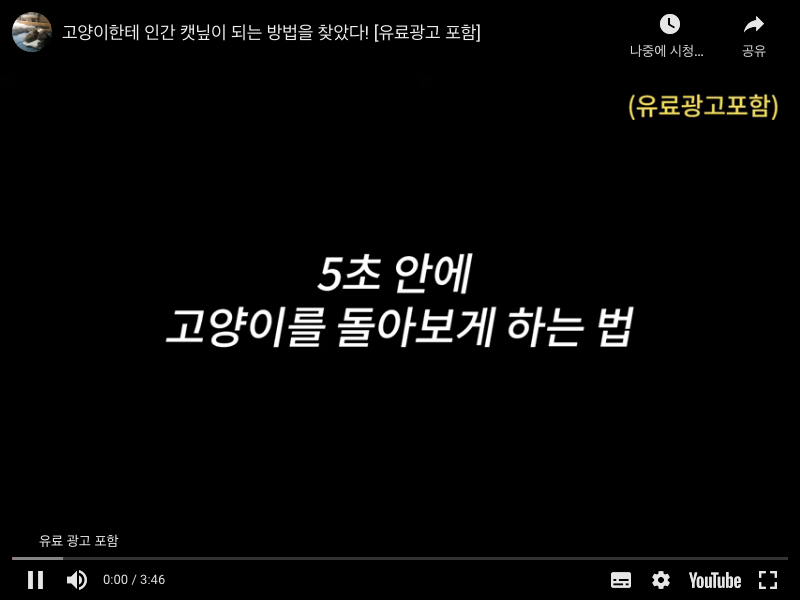 고양이한테 인간 캣닢이 되는 방법을 찾았다! [유료광고 포함]
나중에 시청...
공유
(유료광고포함)
5초 안에
고양이를 돌아보게 하는 법
유료 광고 포함
0:00 / 3:46
YouTube